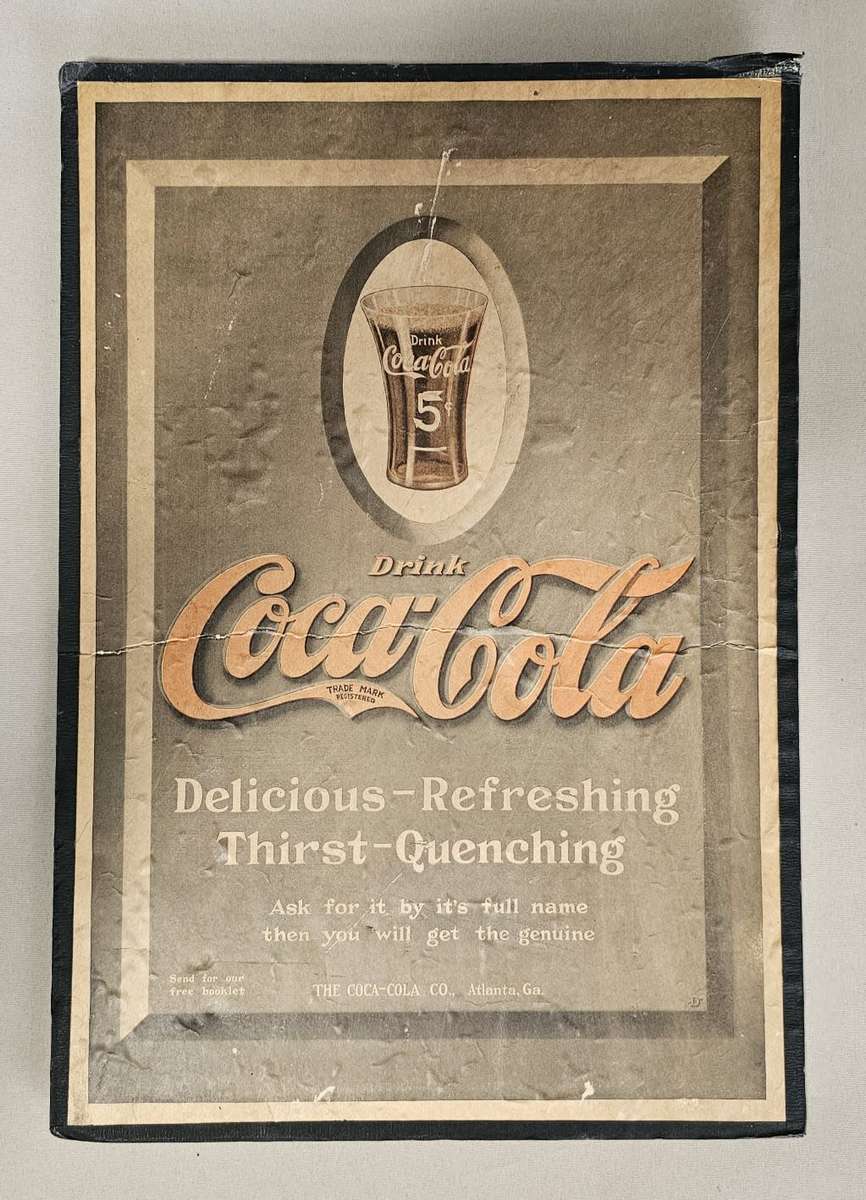 Drink
Coca-Cola
5¢
Drink
Coca-Cola
TRADE MARK
REGISTERED
Delicious-Refreshing
Thirst-Quenching
Ask for it by it's full name
then you will get the genuine
Send for our
free booklet
THE COCA-COLA CO., Atlanta, Ga.